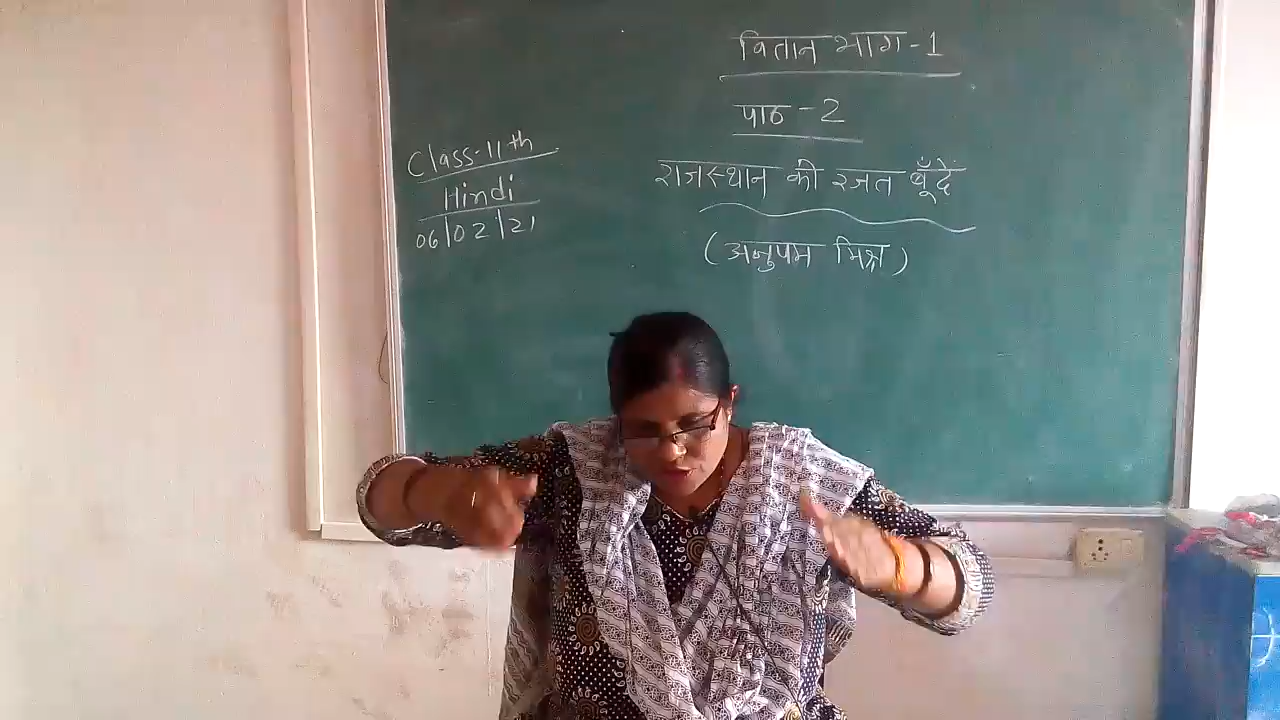 Class-11th
Hindi
06/02/21
वितान भाग-1
पाठ-2
राजस्थान की रजत बूँदें
(अनुपम मिश्र)